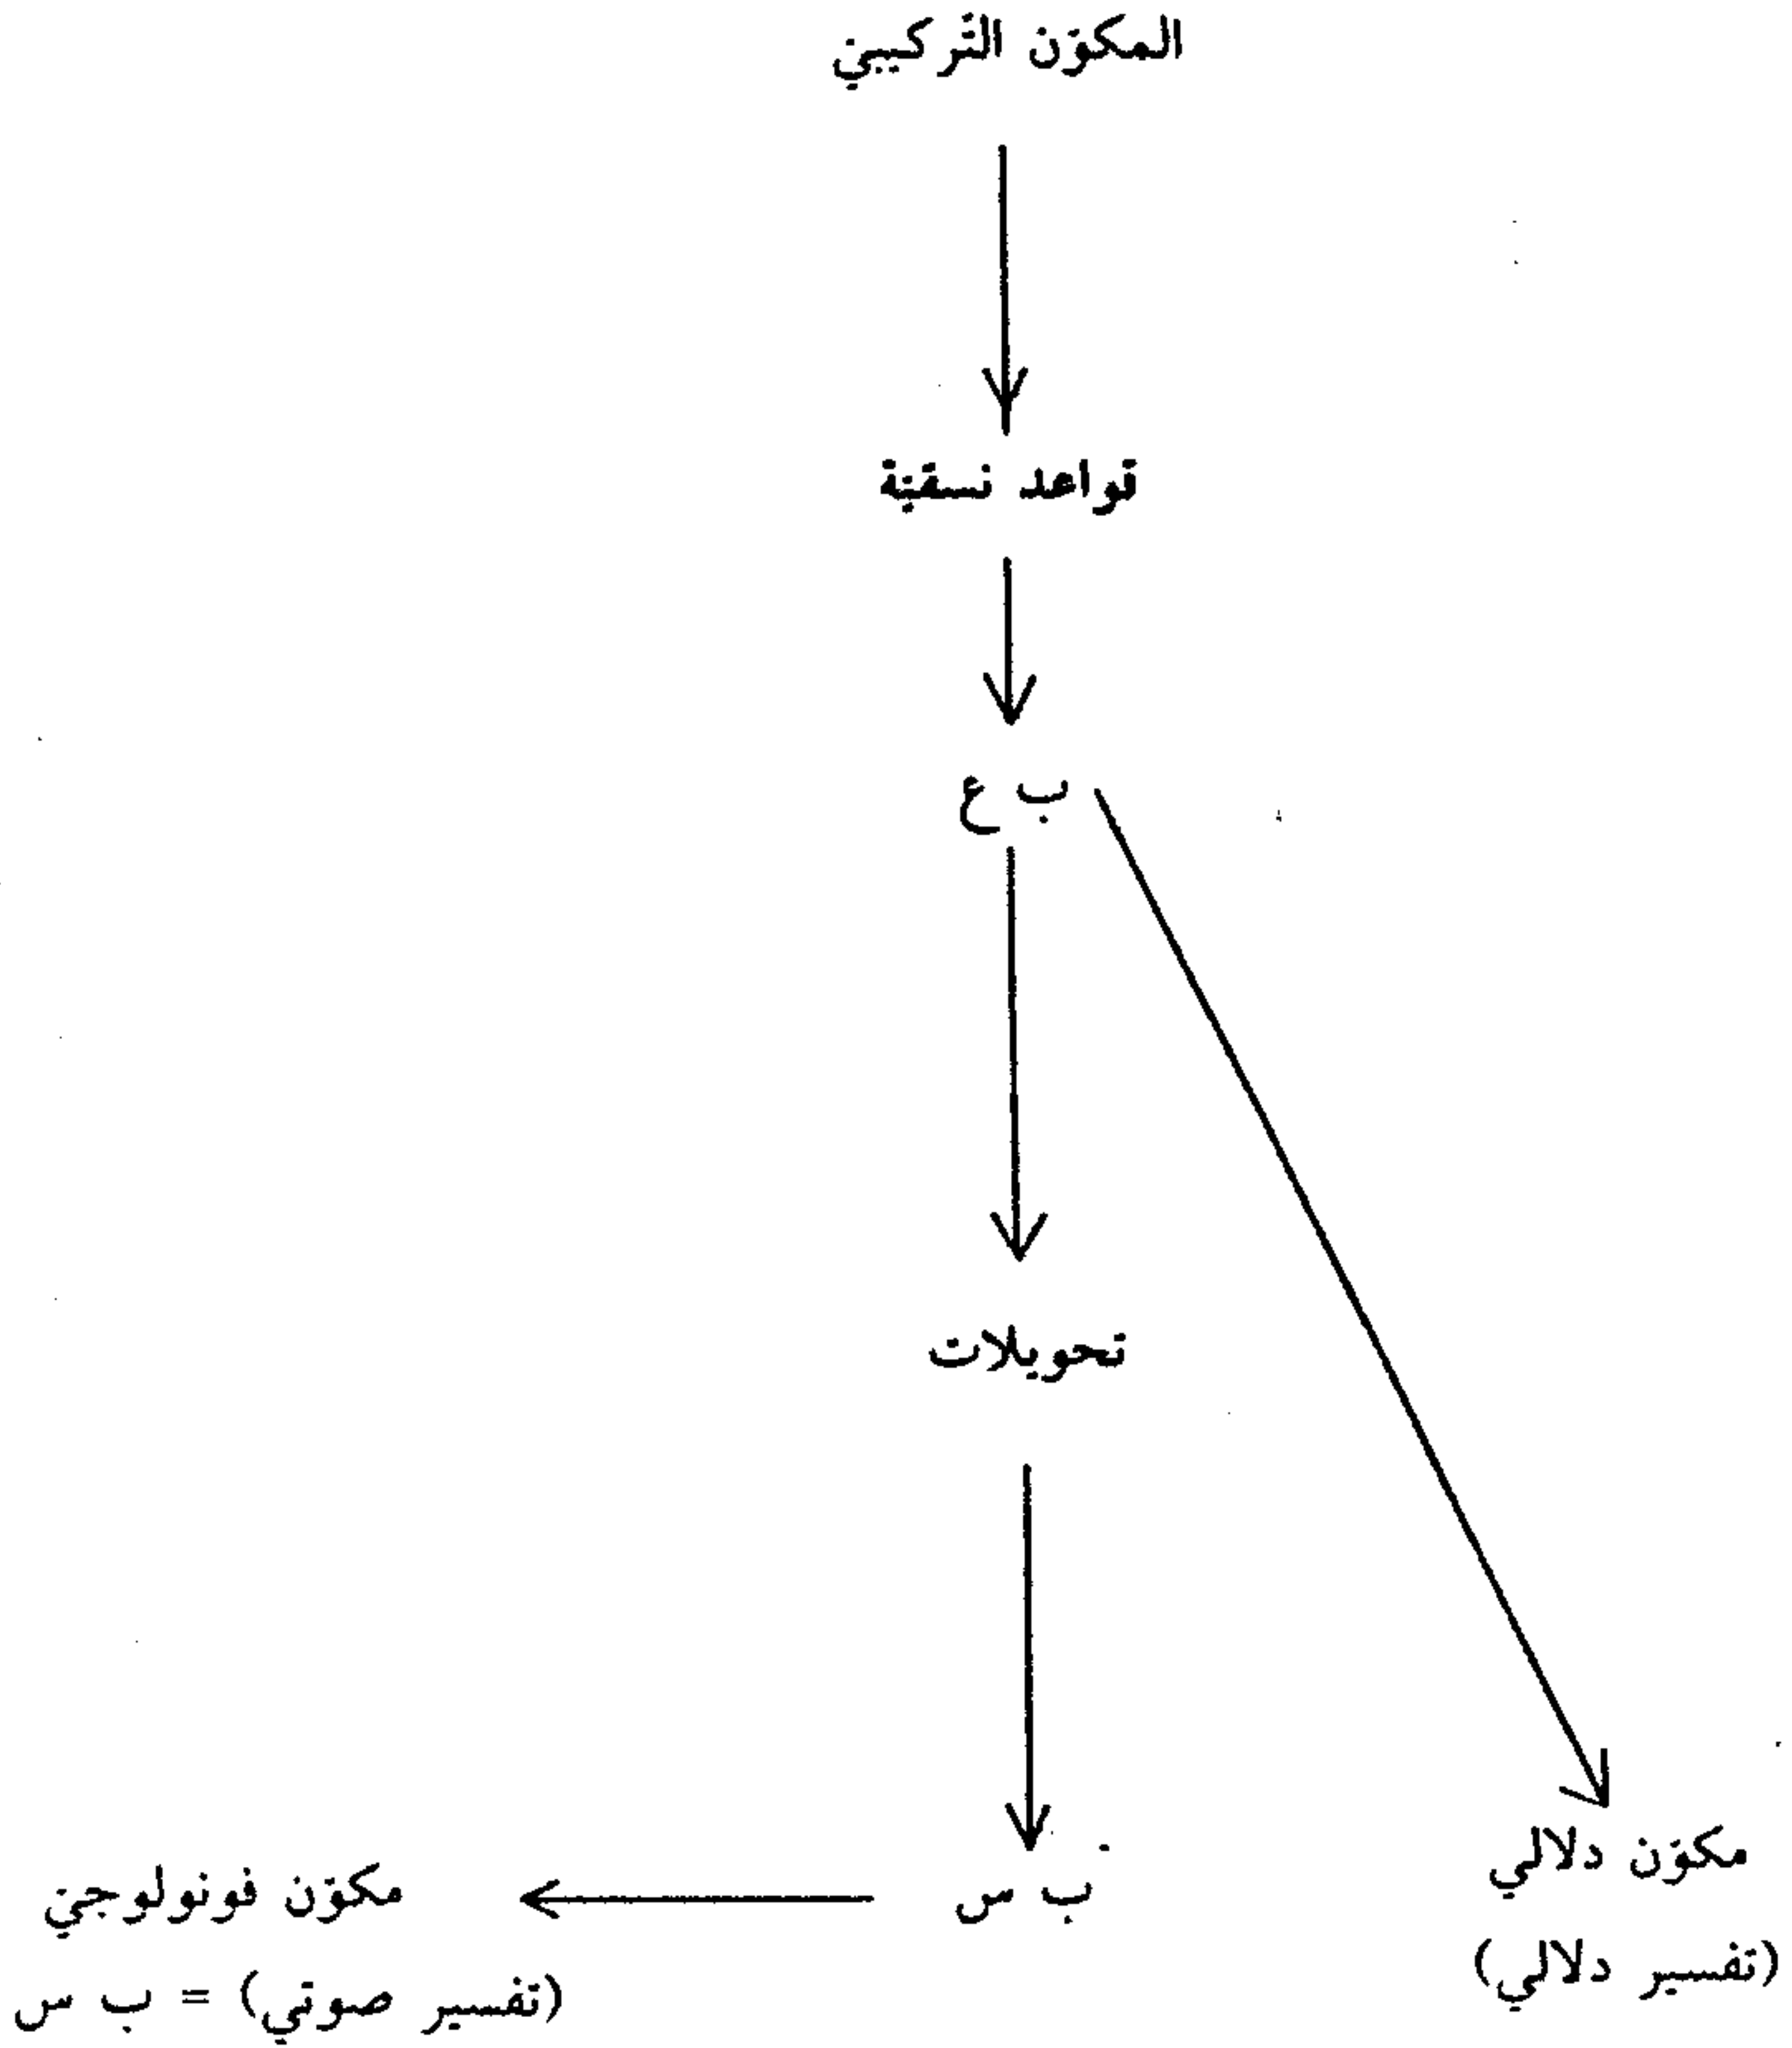 المكوّن التّركيبيّ
قواعد نسقيّة
ب ع
تحويلات
مكوّن دلالي
(تفسير دلالي)
ب س
مكوّن فونولوجيّ
(تفسير صوتي) = ب س